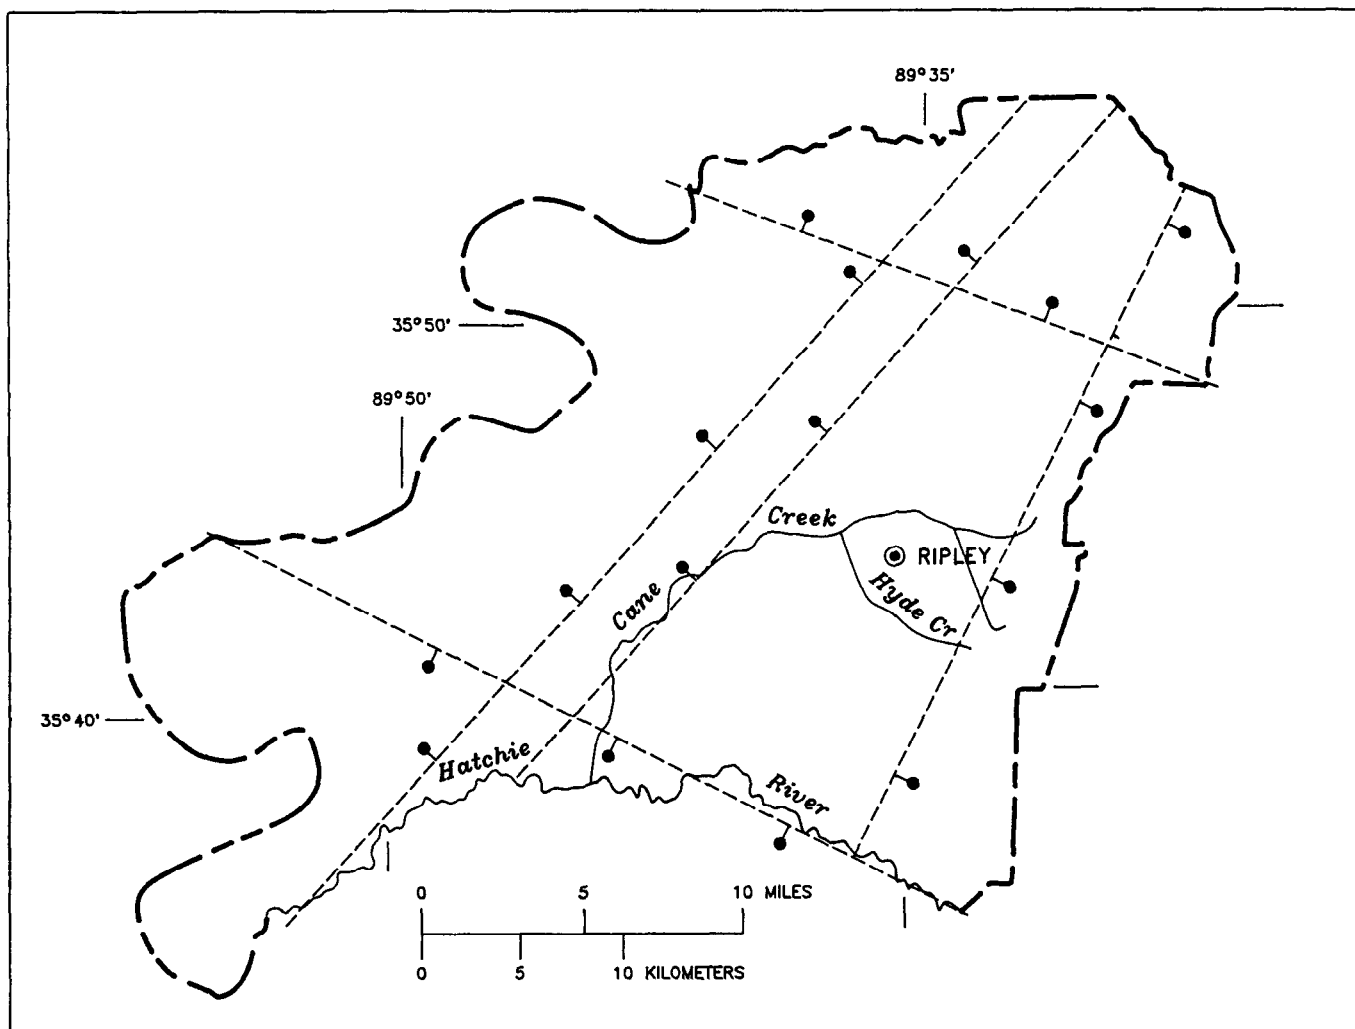 89°35'
35°50'
89°50'
Creek
RIPLEY
Cane
Hyde Cr
35°40'
Hatchie
River
0 5 10 MILES
0 5 10 KILOMETERS